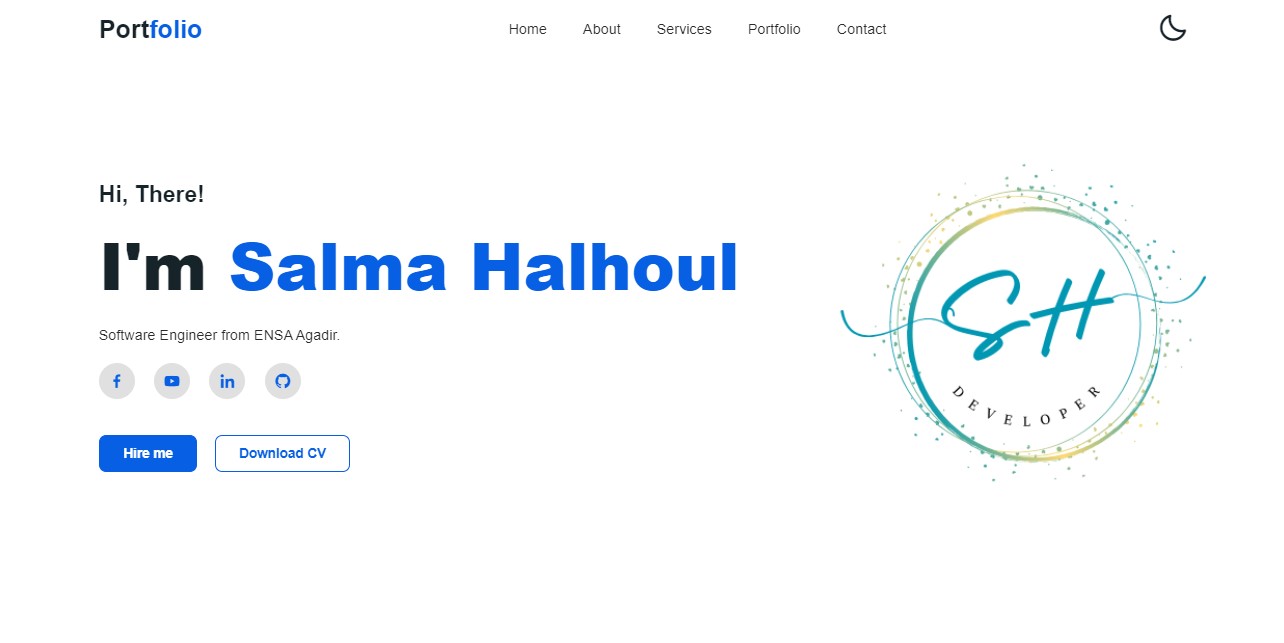 Portfolio
Home About Services Portfolio Contact
Hi, There!
I'm Salma Halhoul
Software Engineer from ENSA Agadir.
Hire me Download CV
SH
DEVELOPER